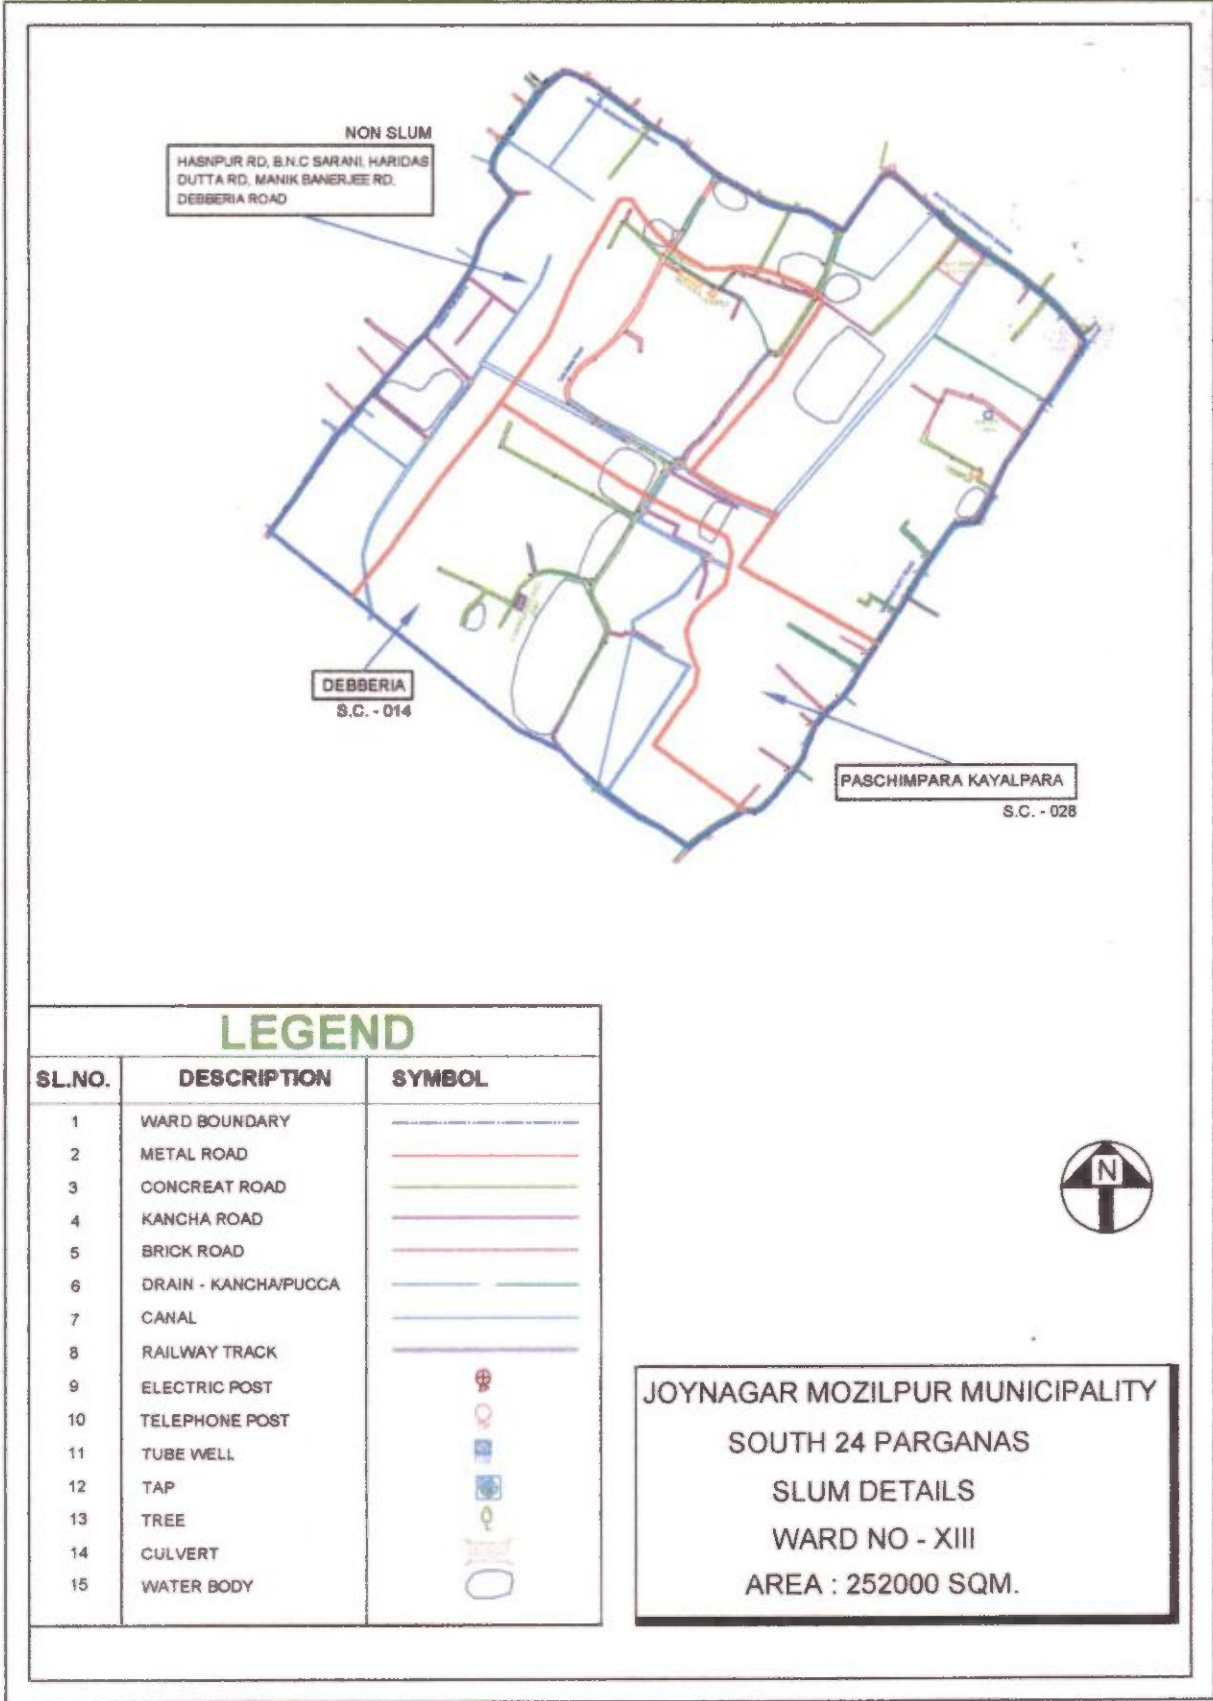 NON SLUM
HASNPUR RD, B.N.C SARANI, HARIDAS
DUTTA RD, MANIK BANERJEE RD,
DEBBERIA ROAD
DEBBERIA
S.C. - 014
PASCHIMPARA KAYALPARA
S.C. - 028
LEGEND
SL.NO. DESCRIPTION SYMBOL
1 WARD BOUNDARY
2 METAL ROAD
3 CONCREAT ROAD
4 KANCHA ROAD
5 BRICK ROAD
6 DRAIN - KANCHA/PUCCA
7 CANAL
8 RAILWAY TRACK
9 ELECTRIC POST
10 TELEPHONE POST
11 TUBE WELL
12 TAP
13 TREE
14 CULVERT
15 WATER BODY
N
JOYNAGAR MOZILPUR MUNICIPALITY
SOUTH 24 PARGANAS
SLUM DETAILS
WARD NO - XIII
AREA : 252000 SQM.